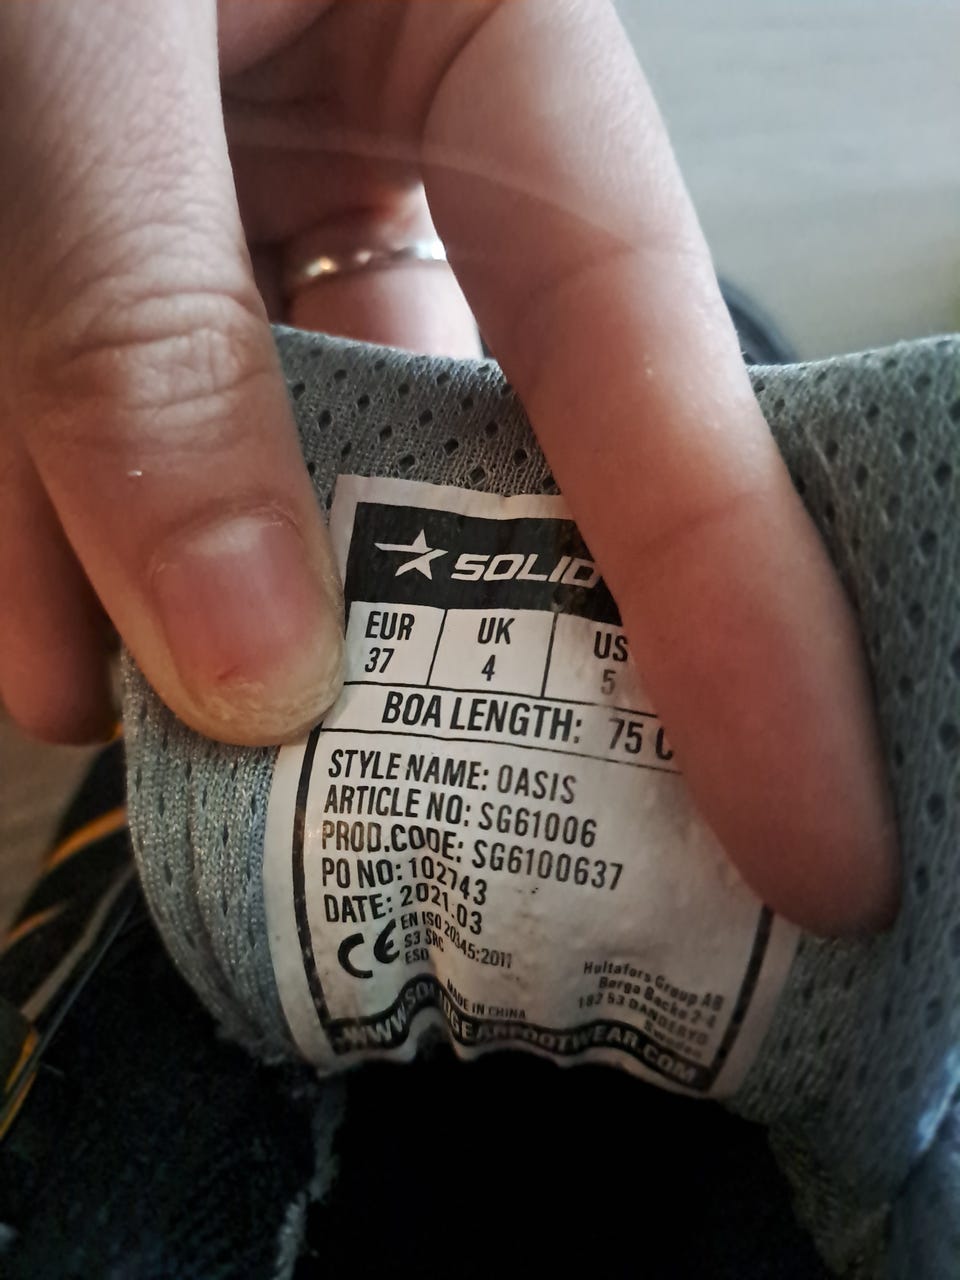 SOLID
EUR UK US
37 4 5
BOA LENGTH: 75 C
STYLE NAME: OASIS
ARTICLE NO: SG61006
PROD.CODE: SG6100637
PO NO: 102743
DATE: 2021.03
CE EN ISO 20345:2011
S3 SRC
ESD
MADE IN CHINA
Hultafors Group AB
Berga Backe 2-4
182 53 DANDERYD
Sweden